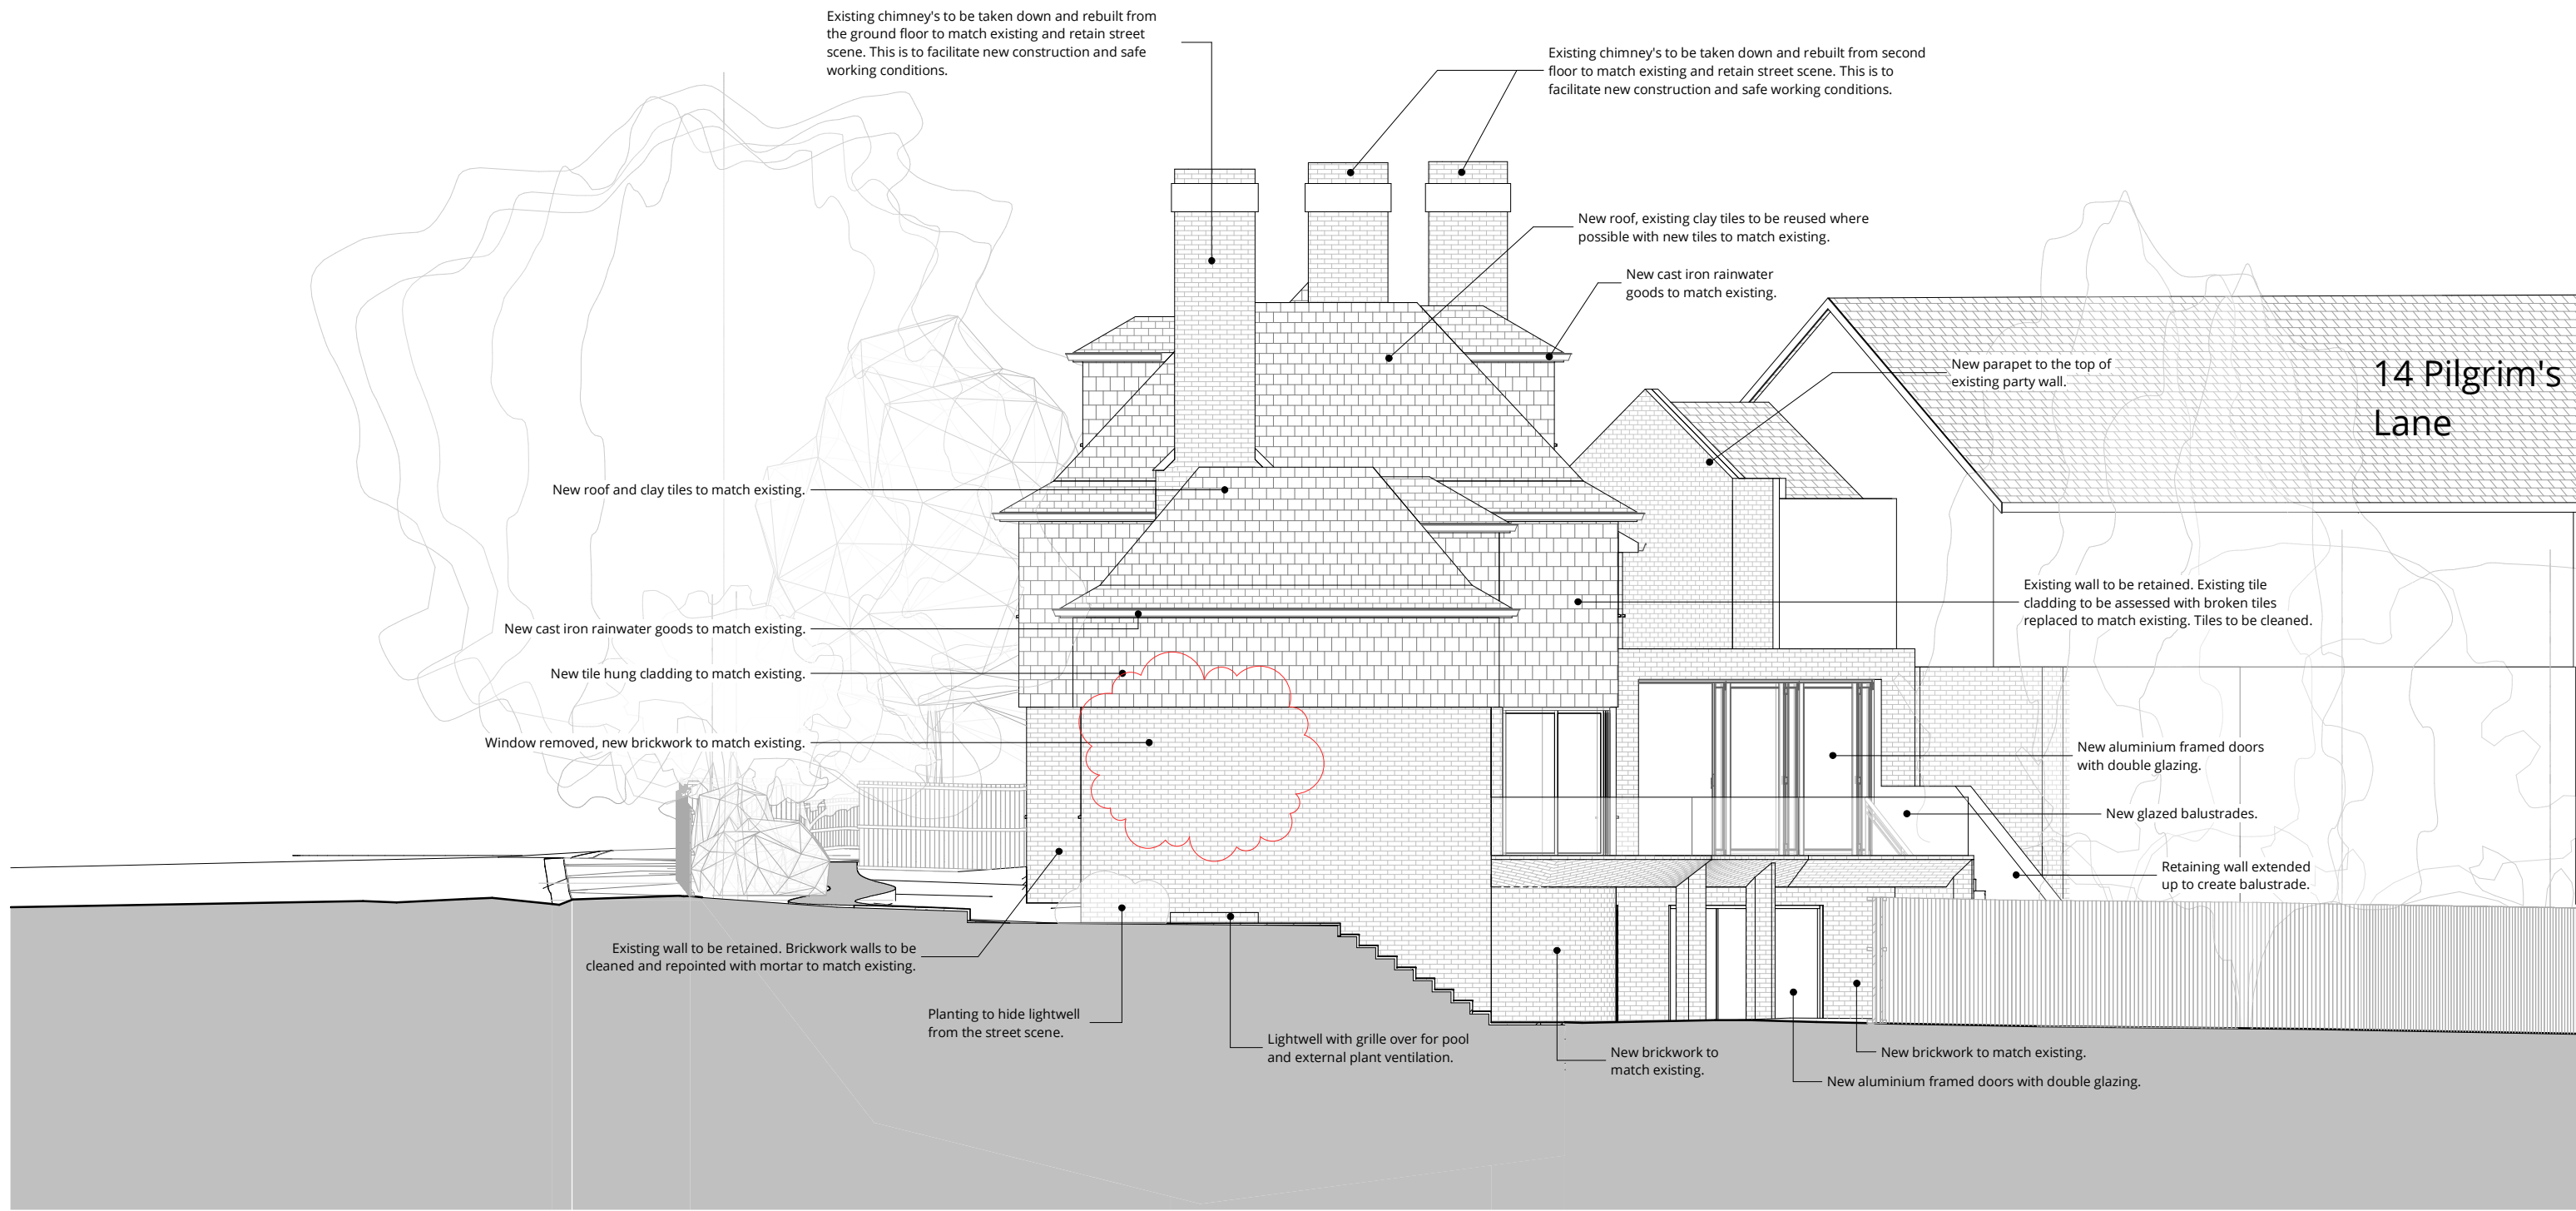 Existing chimney's to be taken down and rebuilt from
the ground floor to match existing and retain street
scene. This is to facilitate new construction and safe
working conditions.
Existing chimney's to be taken down and rebuilt from second
floor to match existing and retain street scene. This is to
facilitate new construction and safe working conditions.
New roof, existing clay tiles to be reused where
possible with new tiles to match existing.
New cast iron rainwater
goods to match existing.
New parapet to the top of
existing party wall.
14 Pilgrim's
Lane
New roof and clay tiles to match existing.
Existing wall to be retained. Existing tile
cladding to be assessed with broken tiles
replaced to match existing. Tiles to be cleaned.
New cast iron rainwater goods to match existing.
New tile hung cladding to match existing.
Window removed, new brickwork to match existing.
New aluminium framed doors
with double glazing.
New glazed balustrades.
Retaining wall extended
up to create balustrade.
Existing wall to be retained. Brickwork walls to be
cleaned and repointed with mortar to match existing.
Planting to hide lightwell
from the street scene.
Lightwell with grille over for pool
and external plant ventilation.
New brickwork to
match existing.
New brickwork to match existing.
New aluminium framed doors with double glazing.